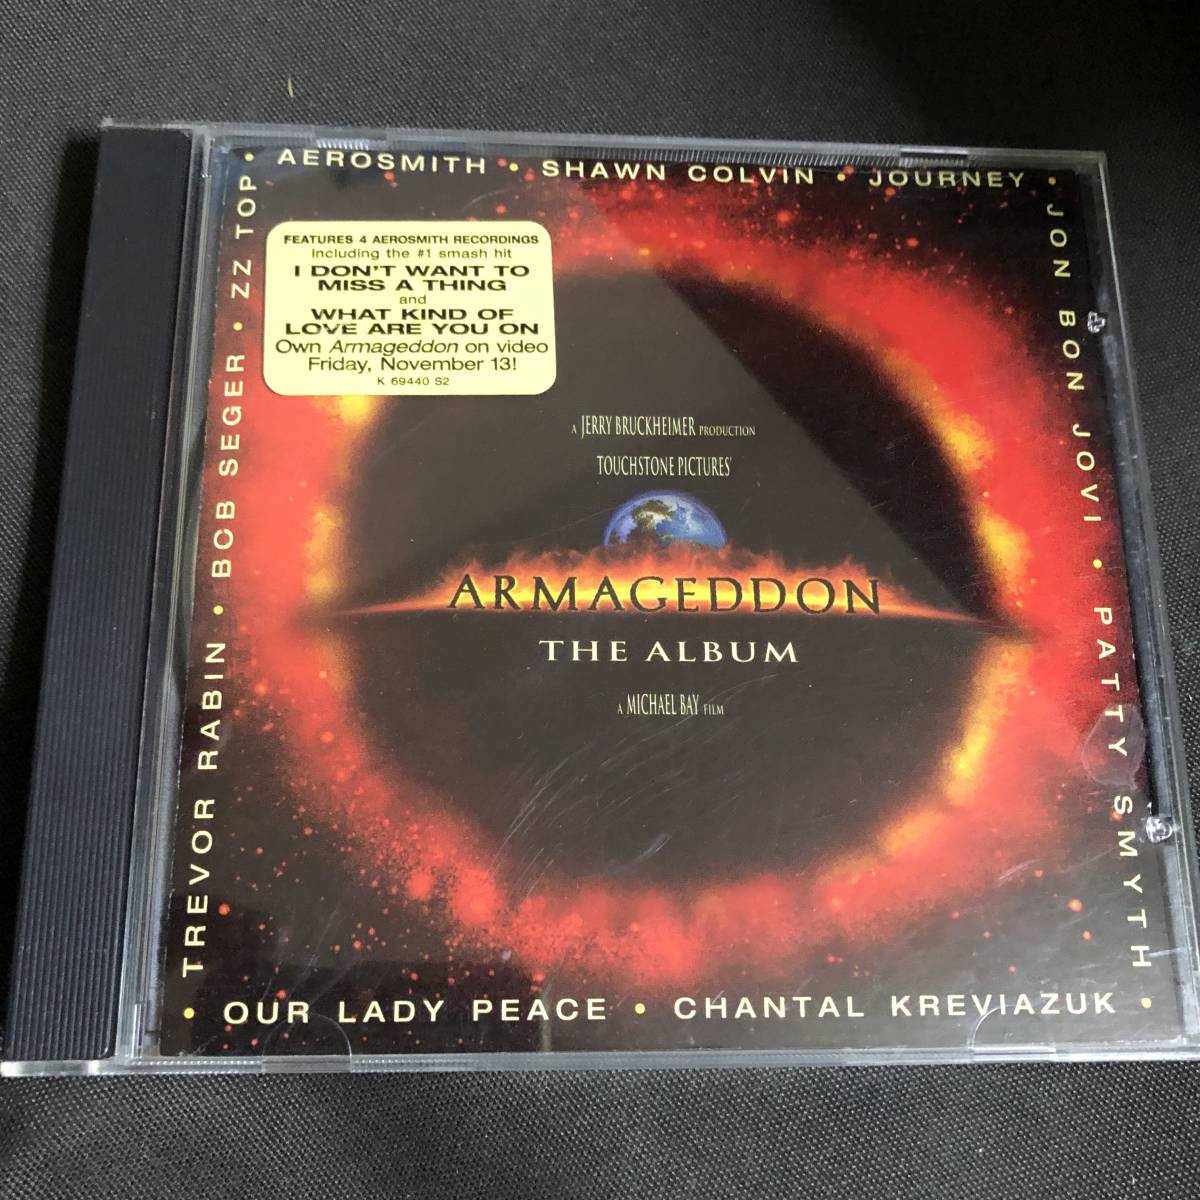 • AEROSMITH • SHAWN COLVIN • JOURNEY •
JON BON JOVI • PATTY SMYTH
• OUR LADY PEACE • CHANTAL KREVIAZUK •
TREVOR RABIN • BOB SEGER • ZZ TOP
FEATURES 4 AEROSMITH RECORDINGS
including the #1 smash hit
I DON'T WANT TO
MISS A THING
and
WHAT KIND OF
LOVE ARE YOU ON
Own Armageddon on video
Friday, November 13!
K 69440 S2
A JERRY BRUCKHEIMER PRODUCTION
TOUCHSTONE PICTURES'
ARMAGEDDON
THE ALBUM
A MICHAEL BAY FILM